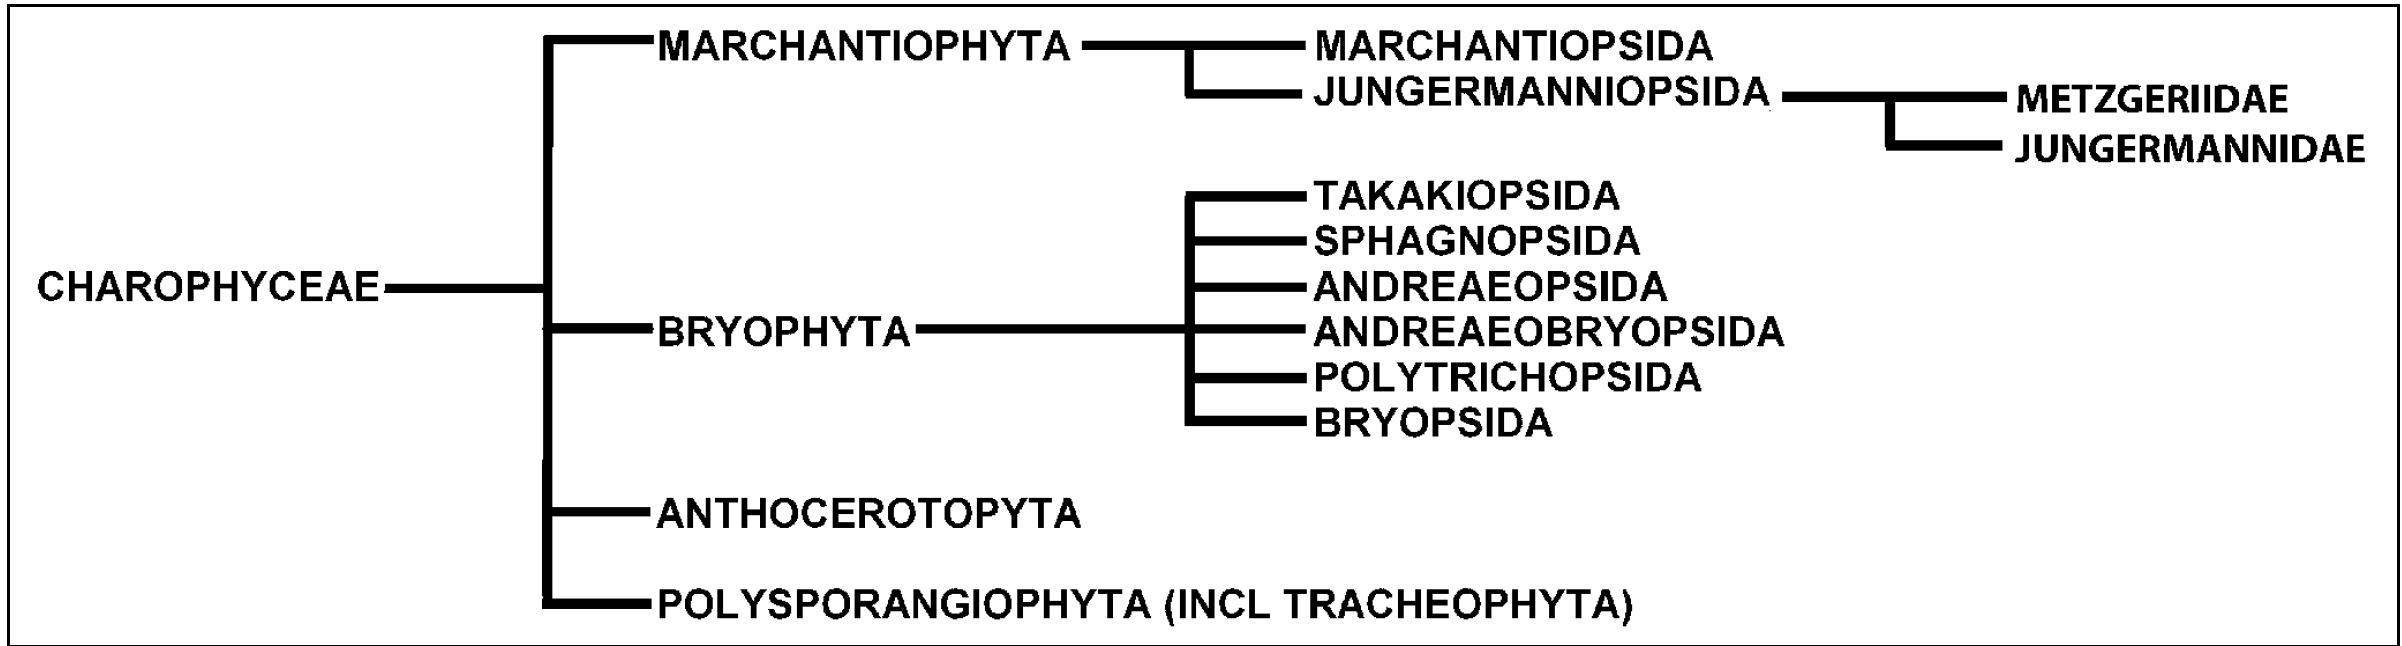 MARCHANTIOPHYTA
MARCHANTIOPSIDA
JUNGERMANNIOPSIDA
METZGERIIDAE
JUNGERMANNIDAE
TAKAKIOPSIDA
SPHAGNOPSIDA
CHAROPHYCEAE
ANDREAEOPSIDA
BRYOPHYTA
ANDREAEOBRYOPSIDA
POLYTRICHOPSIDA
BRYOPSIDA
ANTHOCEROTOPYTA
POLYSPORANGIOPHYTA (INCL TRACHEOPHYTA)